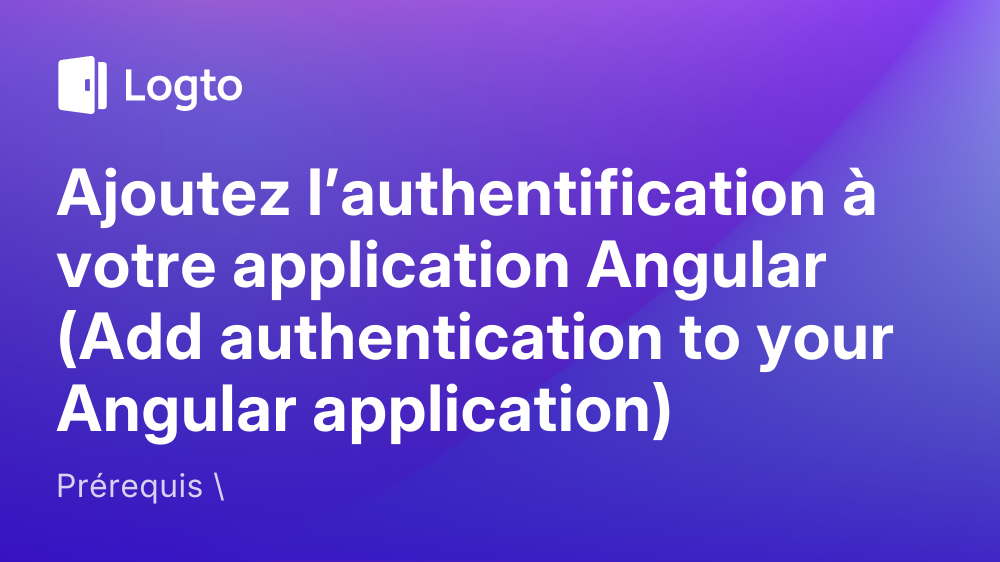 Logto
Ajoutez l’authentification à
votre application Angular
(Add authentication to your
Angular application)
Prérequis \